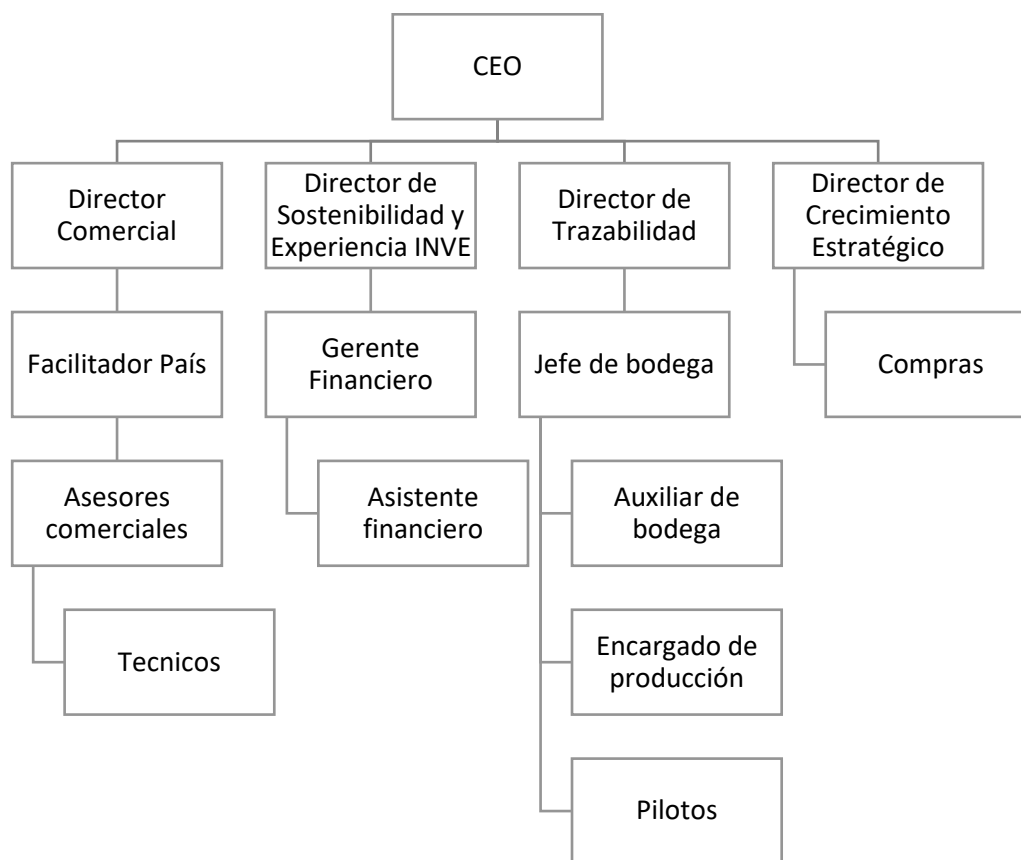 CEO
Director
Comercial
Director de
Sostenibilidad y
Experiencia INVE
Director de
Trazabilidad
Director de
Crecimiento
Estratégico
Facilitador País
Gerente
Financiero
Jefe de bodega
Compras
Asesores
comerciales
Asistente
financiero
Auxiliar de
bodega
Tecnicos
Encargado de
producción
Pilotos